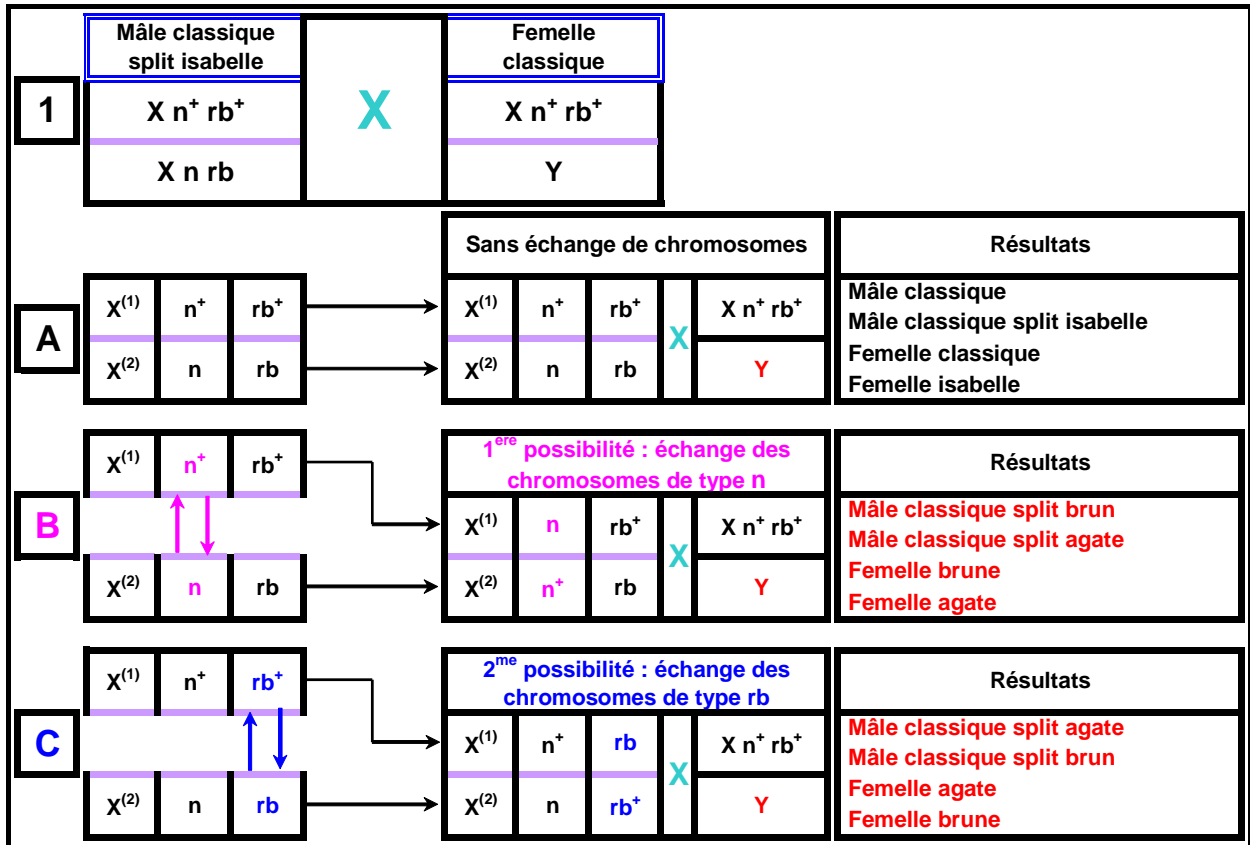 Mâle classique
split isabelle
Femelle
classique
1
X n⁺ rb⁺
X
X n⁺ rb⁺
X n rb
Y
Sans échange de chromosomes
Résultats
A
X⁽¹⁾ n⁺ rb⁺
X⁽²⁾ n rb
X⁽¹⁾ n⁺ rb⁺
X⁽²⁾ n rb
X
X n⁺ rb⁺
Y
Mâle classique
Mâle classique split isabelle
Femelle classique
Femelle isabelle
B
X⁽¹⁾ n⁺ rb⁺
X⁽²⁾ n rb
1ᵉʳᵉ possibilité : échange des
chromosomes de type n
X⁽¹⁾ n rb⁺
X⁽²⁾ n⁺ rb
X
X n⁺ rb⁺
Y
Résultats
Mâle classique split brun
Mâle classique split agate
Femelle brune
Femelle agate
C
X⁽¹⁾ n⁺ rb⁺
X⁽²⁾ n rb
2ᵐᵉ possibilité : échange des
chromosomes de type rb
X⁽¹⁾ n⁺ rb
X⁽²⁾ n rb⁺
X
X n⁺ rb⁺
Y
Résultats
Mâle classique split agate
Mâle classique split brun
Femelle agate
Femelle brune